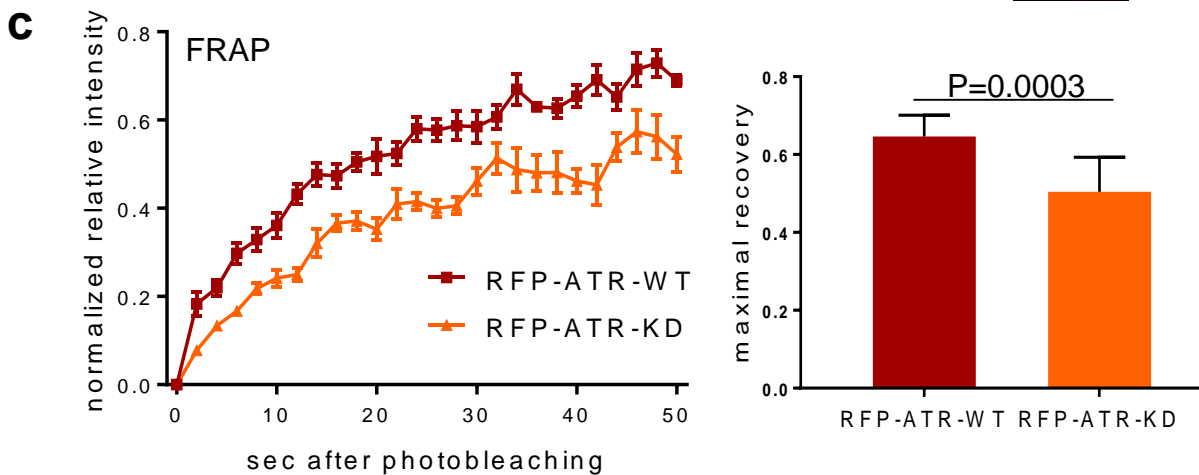 c
FRAP
normalized relative intensity
0.8
0.6
0.4
0.2
0.0
0 10 20 30 40 50
sec after photobleaching
RFP-ATR-WT
RFP-ATR-KD
maximal recovery
0.8
0.6
0.4
0.2
0.0
P=0.0003
RFP-ATR-WT RFP-ATR-KD